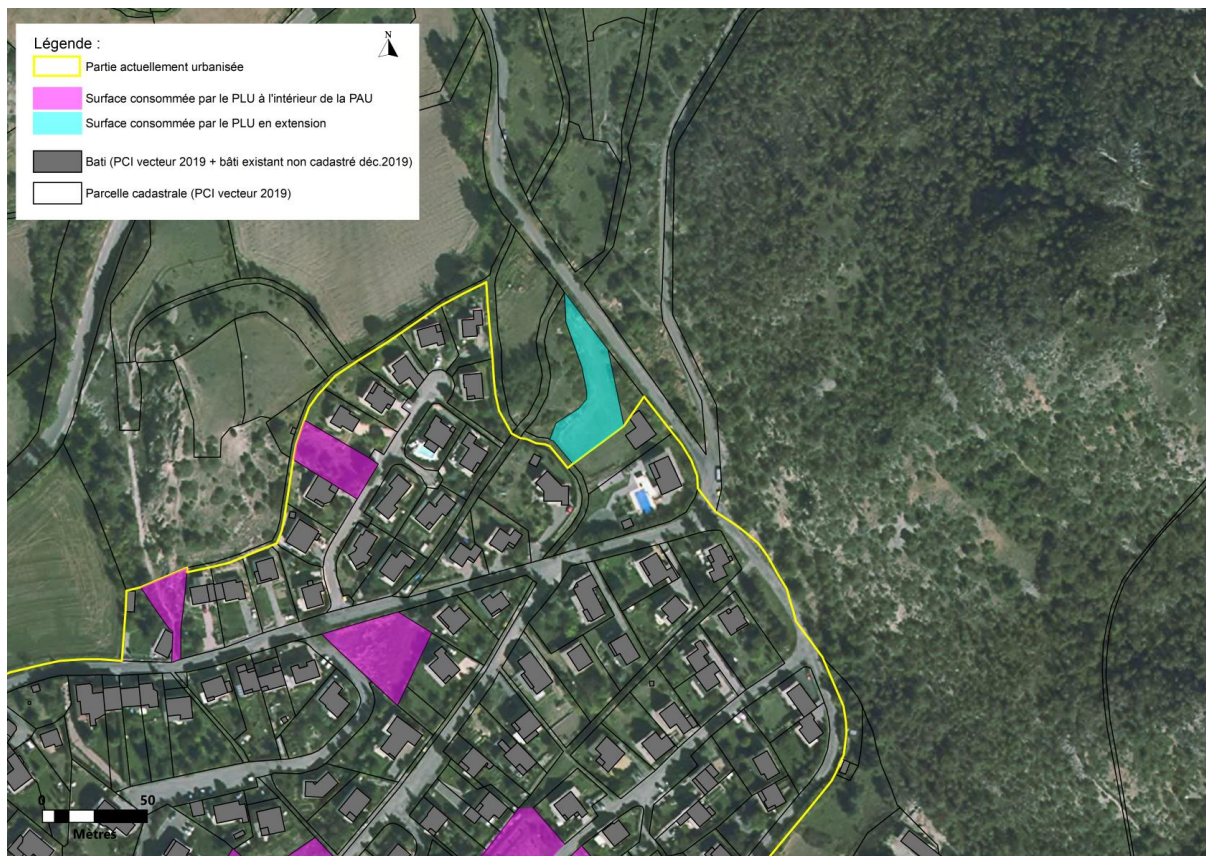 Légende :
N
Partie actuellement urbanisée
Surface consommée par le PLU à l'intérieur de la PAU
Surface consommée par le PLU en extension
Bati (PCI vecteur 2019 + bâti existant non cadastré déc.2019)
Parcelle cadastrale (PCI vecteur 2019)
0 50
Mètres